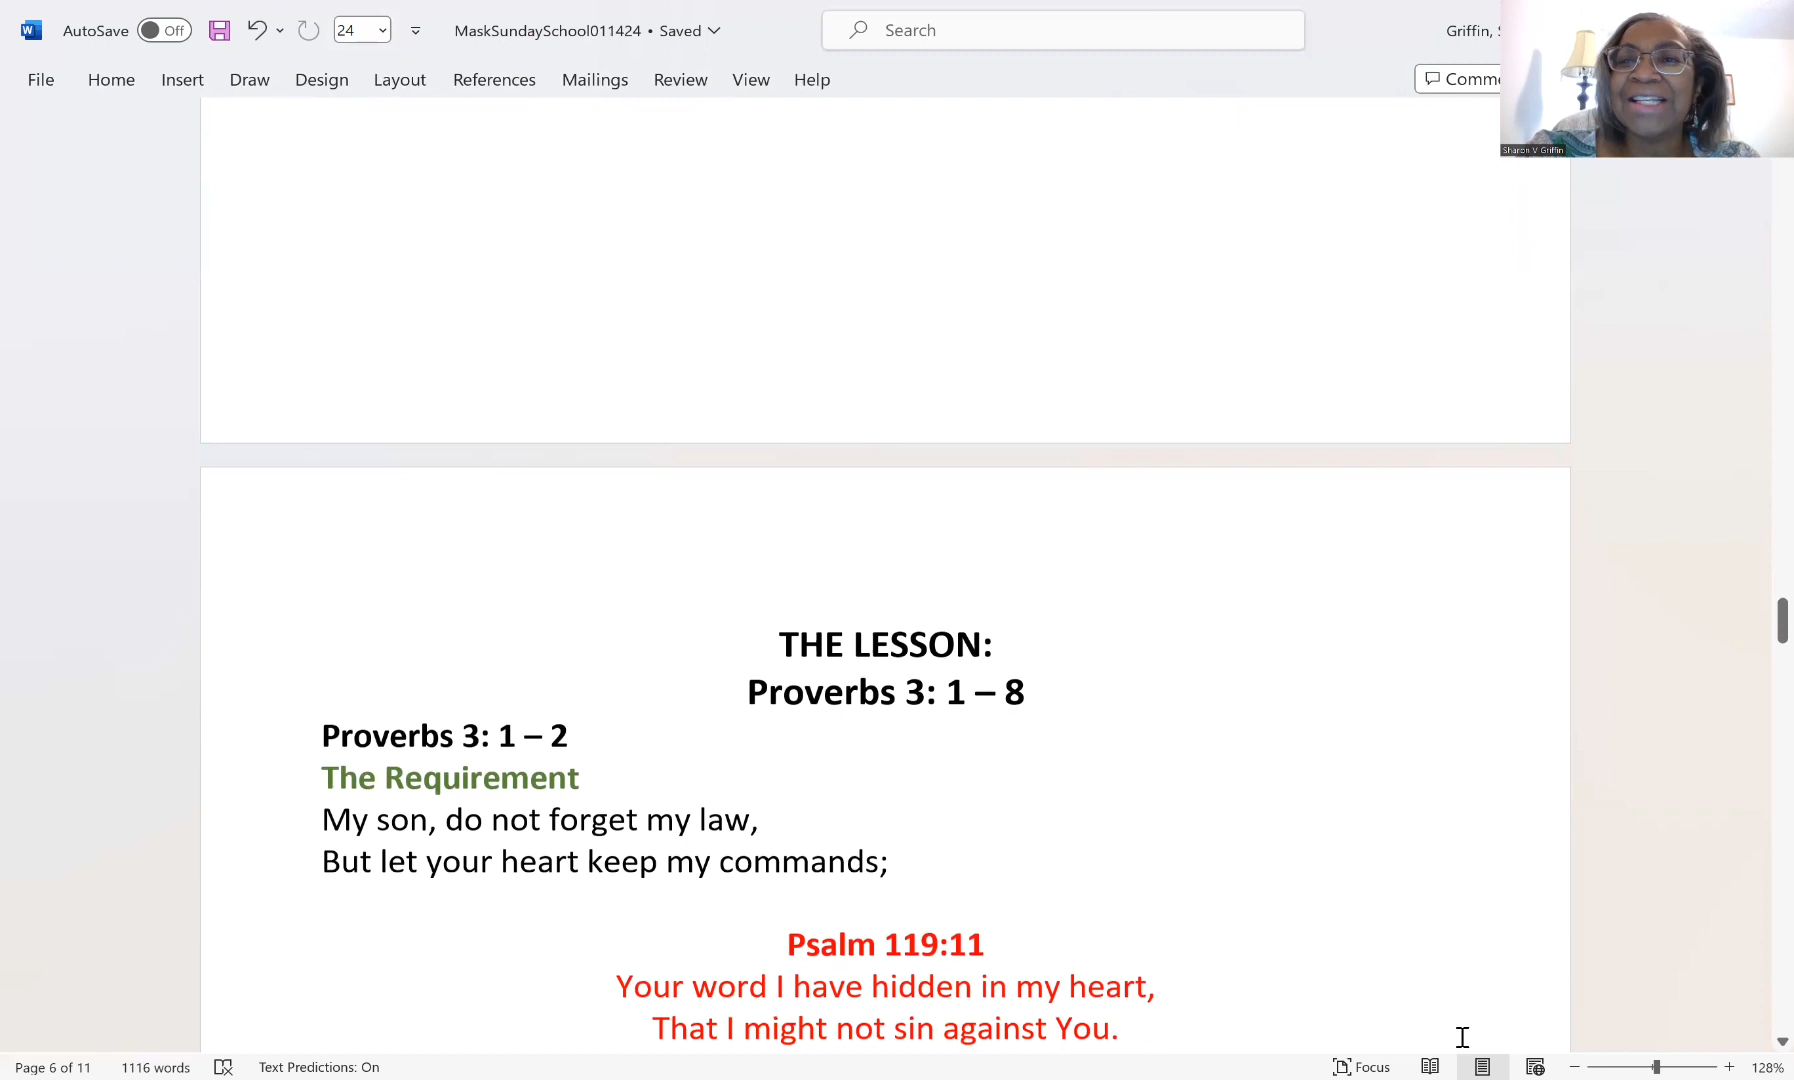 AutoSave Off 24 MaskSundaySchool011424 • Saved Search Griffin,
File Home Insert Draw Design Layout References Mailings Review View Help Comme
Sharon V Griffin
THE LESSON:
Proverbs 3: 1 – 8
Proverbs 3: 1 – 2
The Requirement
My son, do not forget my law,
But let your heart keep my commands;
Psalm 119:11
Your word I have hidden in my heart,
That I might not sin against You.
Page 6 of 11 1116 words Text Predictions: On Focus 128%